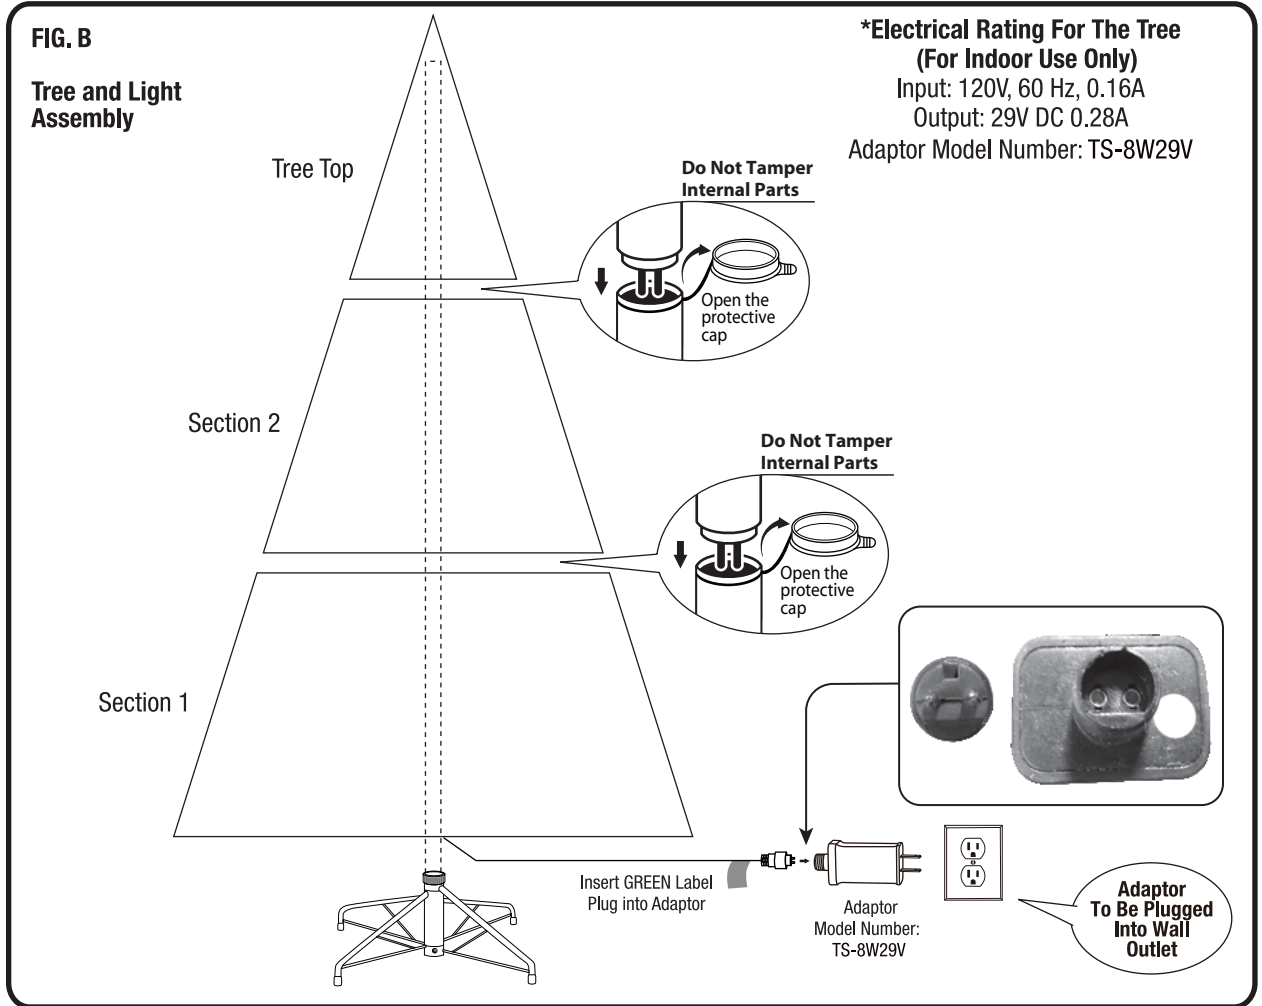 FIG. B
Tree and Light
Assembly
*Electrical Rating For The Tree
(For Indoor Use Only)
Input: 120V, 60 Hz, 0.16A
Output: 29V DC 0.28A
Adaptor Model Number: TS-8W29V
Tree Top
Do Not Tamper
Internal Parts
Open the
protective
cap
Section 2
Do Not Tamper
Internal Parts
Open the
protective
cap
Section 1
Insert GREEN Label
Plug into Adaptor
Adaptor
Model Number:
TS-8W29V
Adaptor
To Be Plugged
Into Wall
Outlet